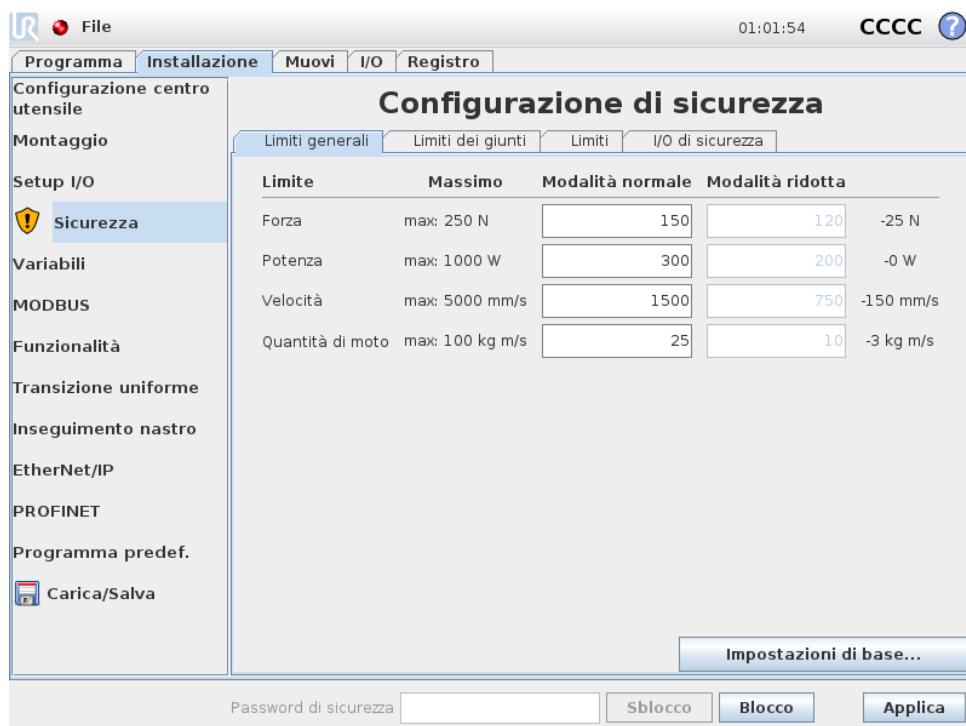 UR File 01:01:54 CCCC ?
Programma Installazione Muovi I/O Registro
Configurazione centro
utensile
Montaggio
Setup I/O
Sicurezza
Variabili
MODBUS
Funzionalità
Transizione uniforme
Inseguimento nastro
EtherNet/IP
PROFINET
Programma predef.
Carica/Salva
Configurazione di sicurezza
Limiti generali Limiti dei giunti Limiti I/O di sicurezza
Limite Massimo Modalità normale Modalità ridotta
Forza max: 250 N 150 120 -25 N
Potenza max: 1000 W 300 200 -0 W
Velocità max: 5000 mm/s 1500 750 -150 mm/s
Quantità di moto max: 100 kg m/s 25 10 -3 kg m/s
Impostazioni di base...
Password di sicurezza Sblocco Blocco Applica